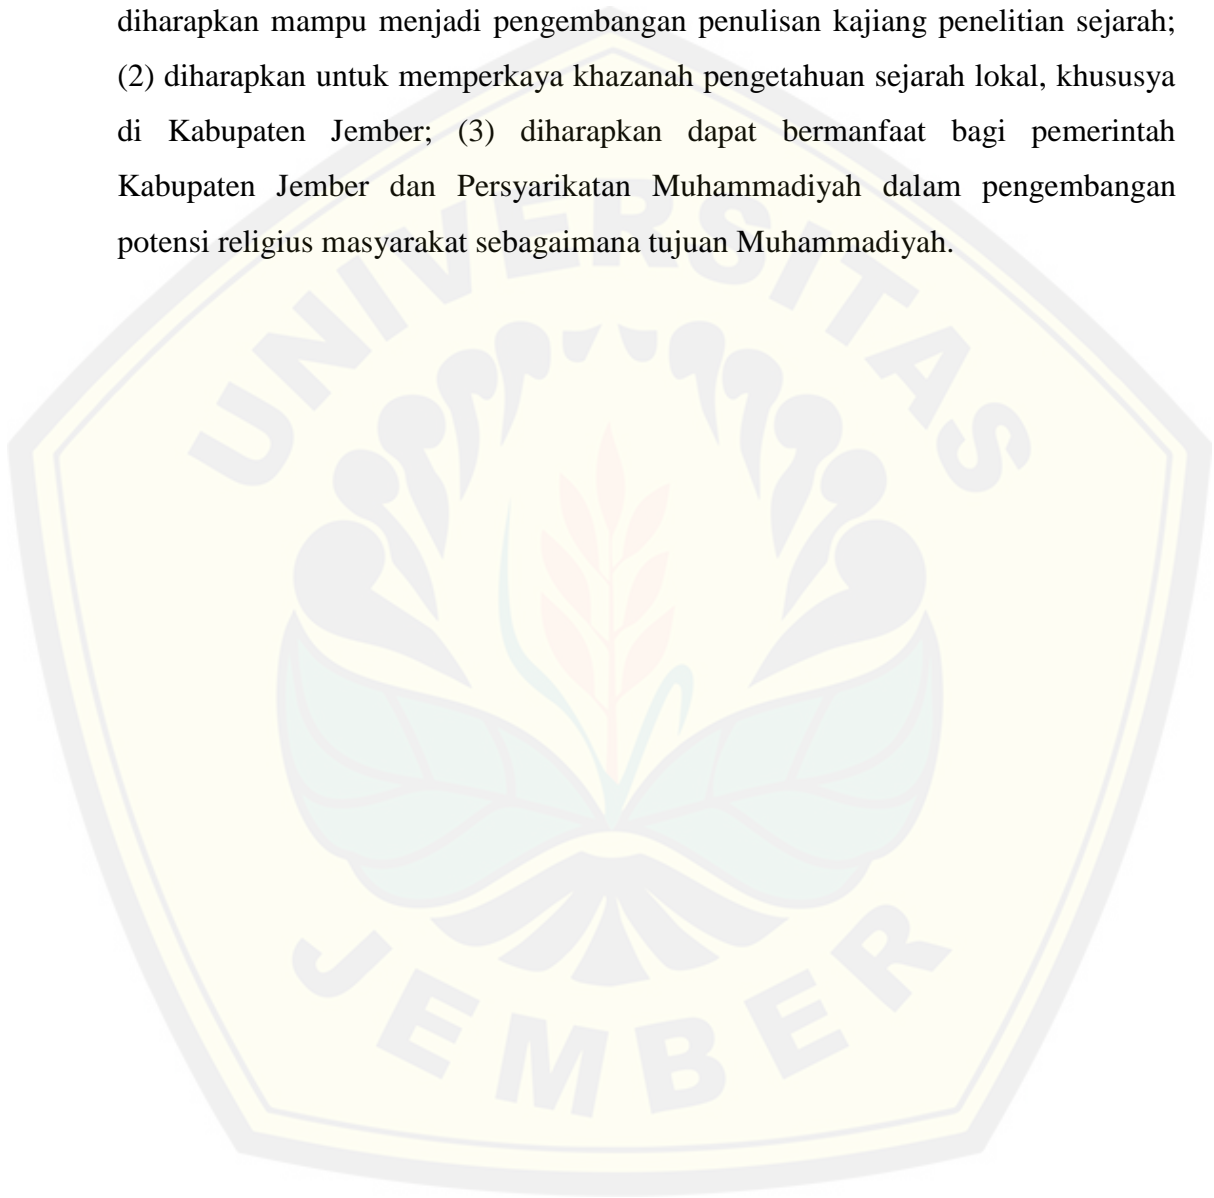 diharapkan mampu menjadi pengembangan penulisan kajiang penelitian sejarah;
(2) diharapkan untuk memperkaya khazanah pengetahuan sejarah lokal, khususya
di Kabupaten Jember; (3) diharapkan dapat bermanfaat bagi pemerintah
Kabupaten Jember dan Persyarikatan Muhammadiyah dalam pengembangan
potensi religius masyarakat sebagaimana tujuan Muhammadiyah.
UNIVERSITAS
JEMBER